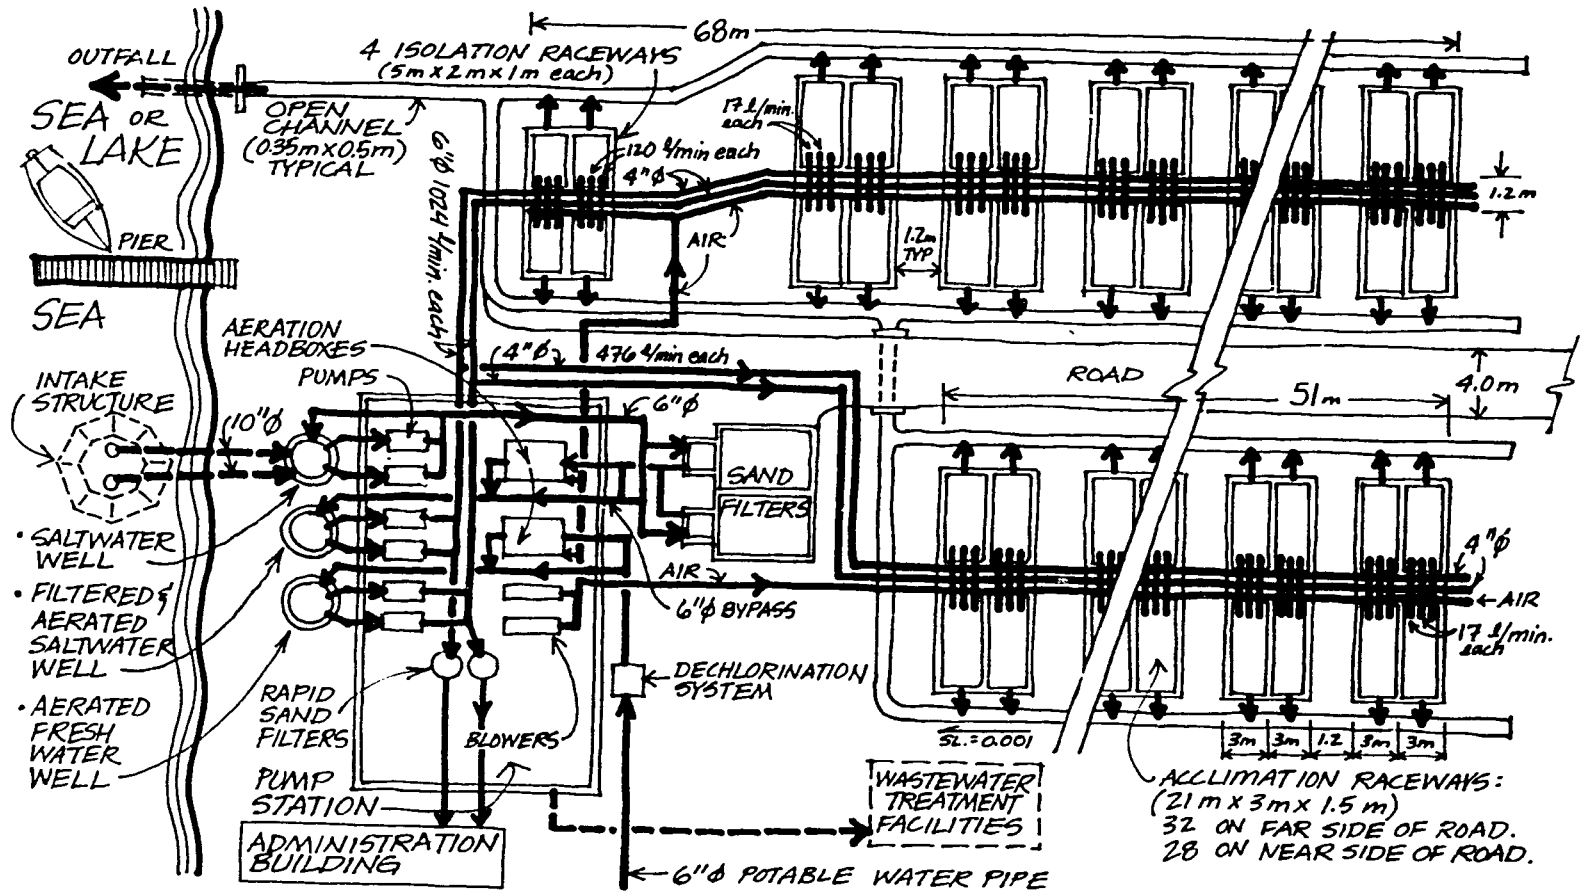 68m
OUTFALL
4 ISOLATION RACEWAYS
(5m x 2m x 1m each)
SEA OR
LAKE
OPEN
CHANNEL
(0.35m x 0.5m)
TYPICAL
6"ø 1024 l/min. each
17 l/min.
each
120 l/min each
4"ø
1.2m
PIER
AIR
1.2m
TYP
SEA
AERATION
HEADBOXES
4"ø
476 l/min each
ROAD
4.0m
51m
INTAKE
STRUCTURE
PUMPS
10"ø
6"ø
SAND
FILTERS
• SALTWATER
WELL
• FILTERED &
AERATED
SALTWATER
WELL
• AERATED
FRESH
WATER
WELL
AIR
6"ø BYPASS
4"ø
AIR
17 l/min.
each
RAPID
SAND
FILTERS
BLOWERS
DECHLORINATION
SYSTEM
SL.=0.001
3m 3m 1.2 3m 3m
PUMP
STATION
WASTEWATER
TREATMENT
FACILITIES
ACCLIMATION RACEWAYS:
(21 m x 3m x 1.5 m)
32 ON FAR SIDE OF ROAD.
28 ON NEAR SIDE OF ROAD.
ADMINISTRATION
BUILDING
6"ø POTABLE WATER PIPE